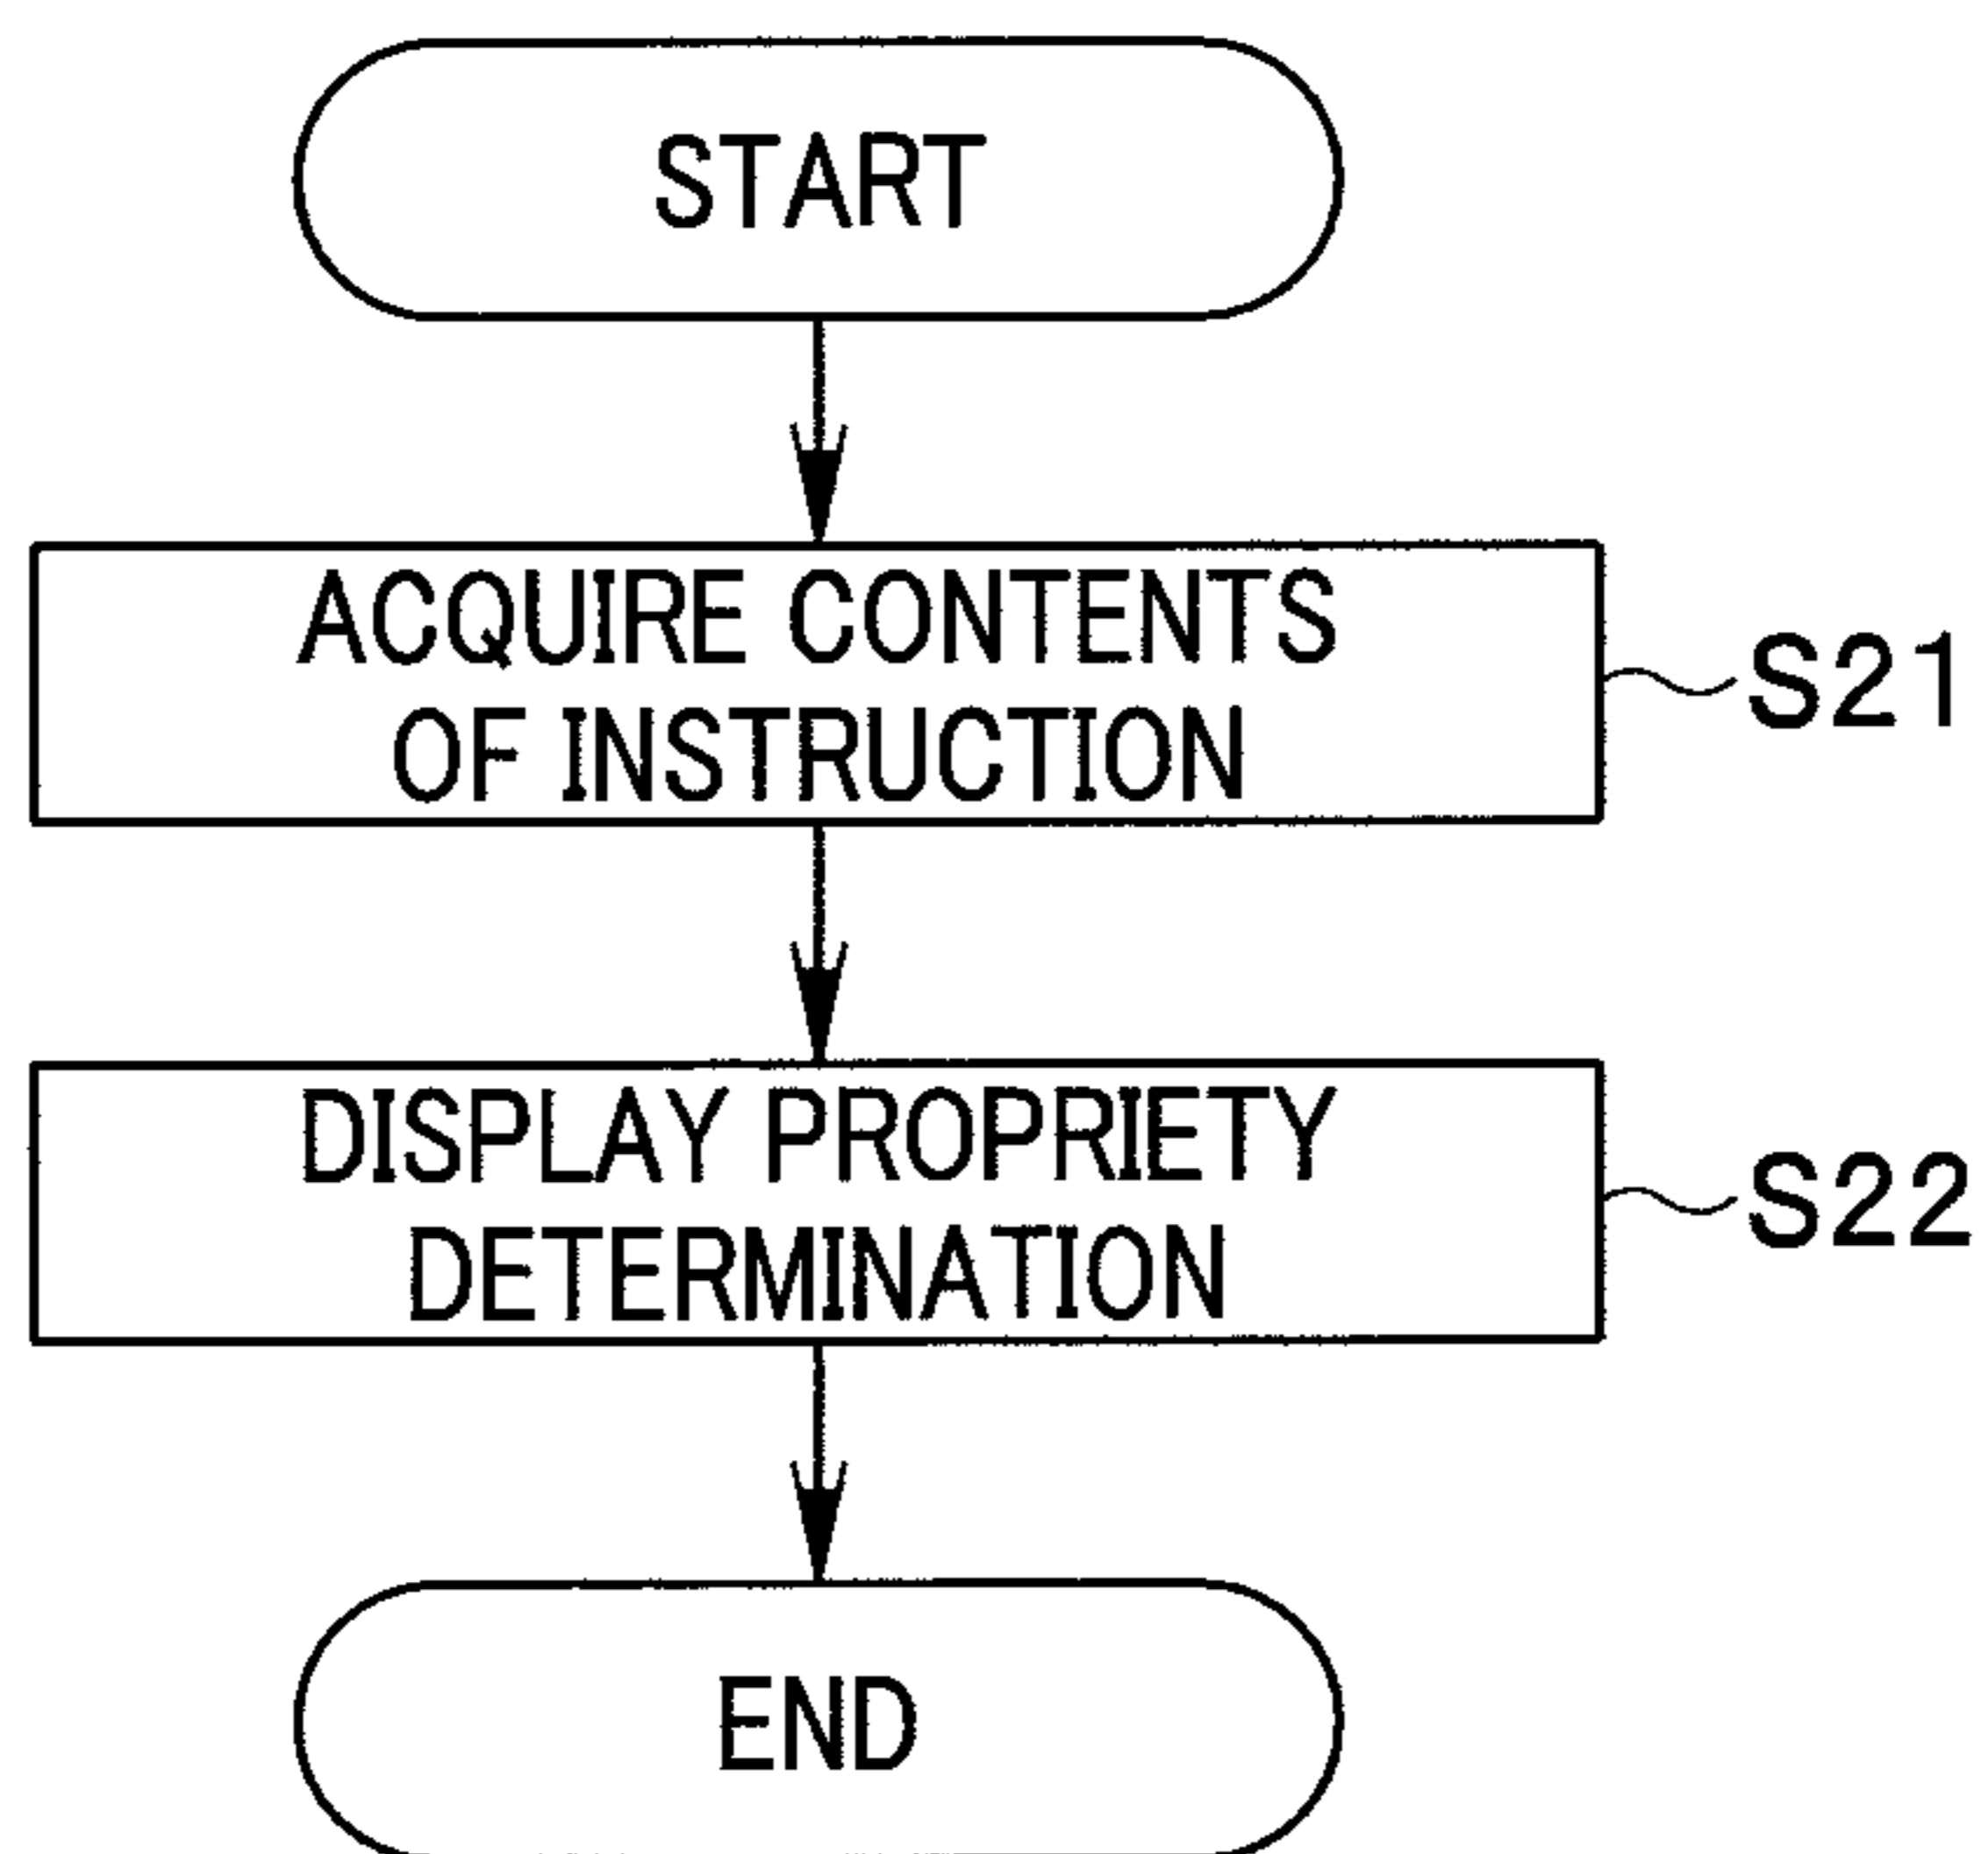 START
ACQUIRE CONTENTS
OF INSTRUCTION
S21
DISPLAY PROPRIETY
DETERMINATION
S22
END